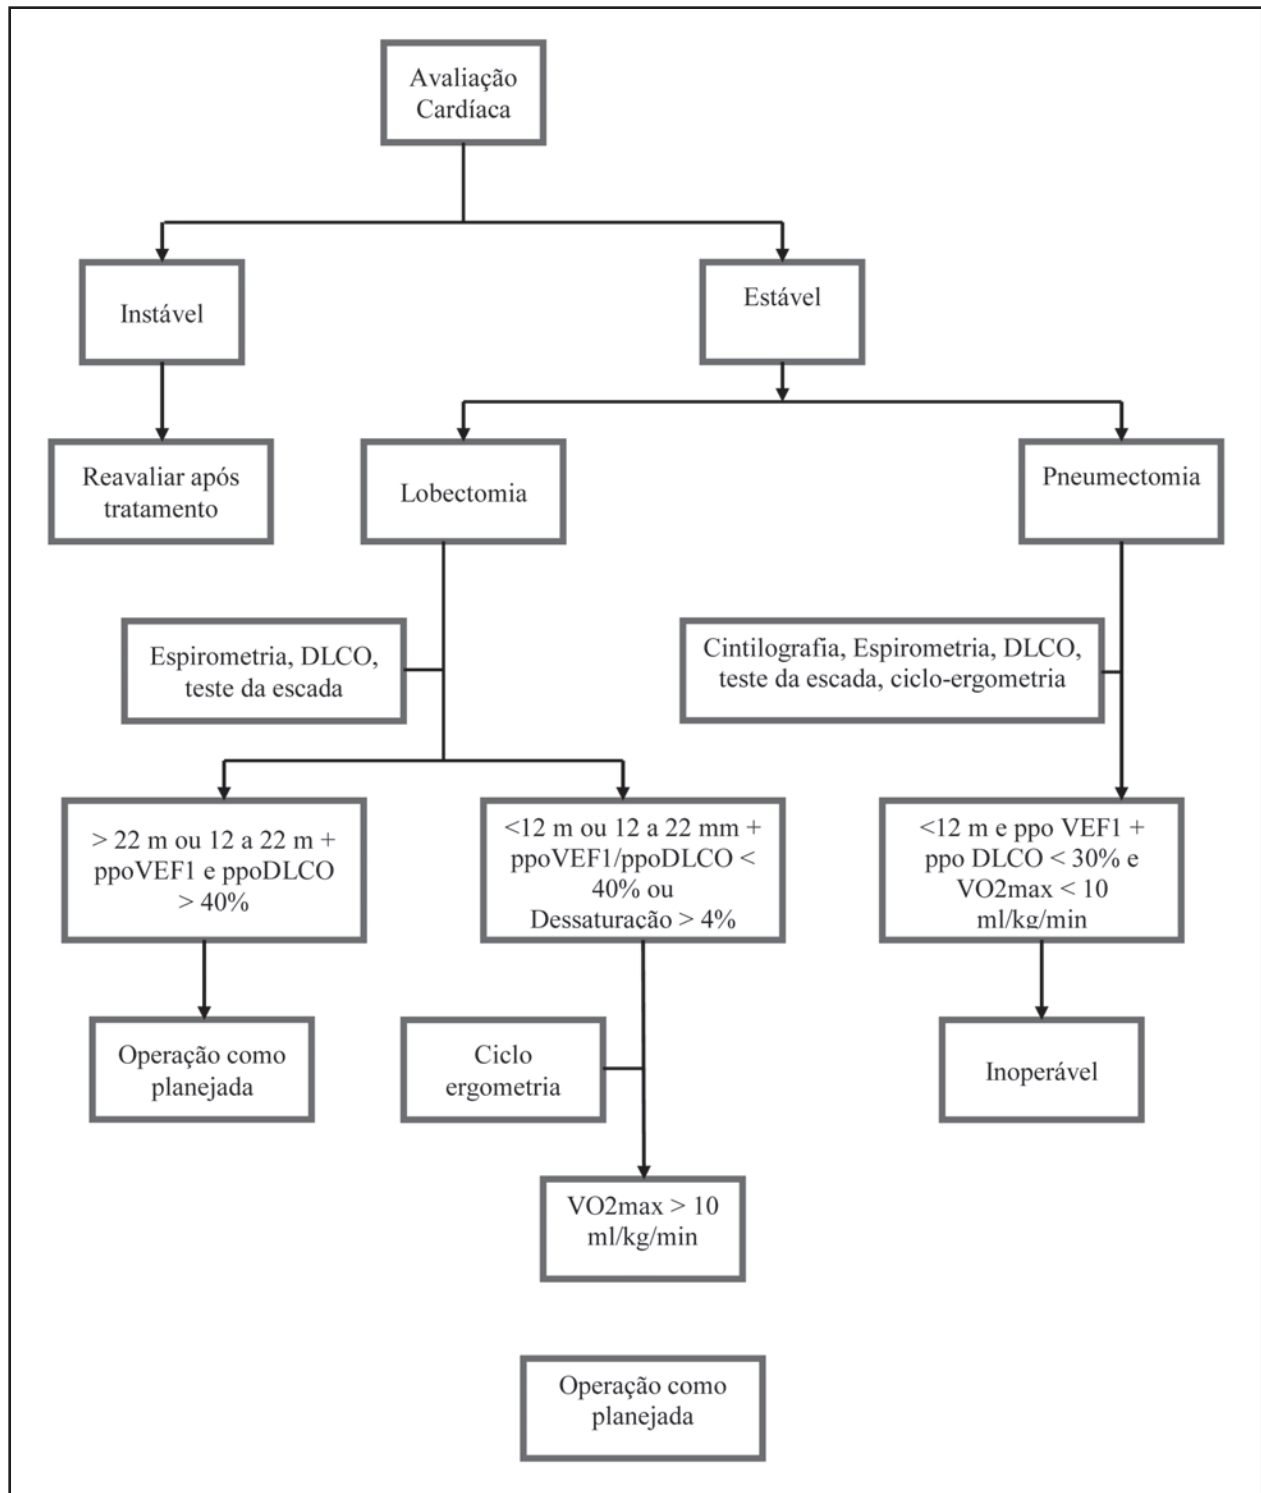 Avaliação
Cardíaca
Instável
Estável
Reavaliar após
tratamento
Lobectomia
Pneumectomia
Espirometria, DLCO,
teste da escada
Cintilografia, Espirometria, DLCO,
teste da escada, ciclo-ergometria
> 22 m ou 12 a 22 m +
ppoVEF1 e ppoDLCO
> 40%
<12 m ou 12 a 22 mm +
ppoVEF1/ppoDLCO <
40% ou
Dessaturação > 4%
<12 m e ppo VEF1 +
ppo DLCO < 30% e
VO2max < 10
ml/kg/min
Operação como
planejada
Ciclo
ergometria
Inoperável
VO2max > 10
ml/kg/min
Operação como
planejada